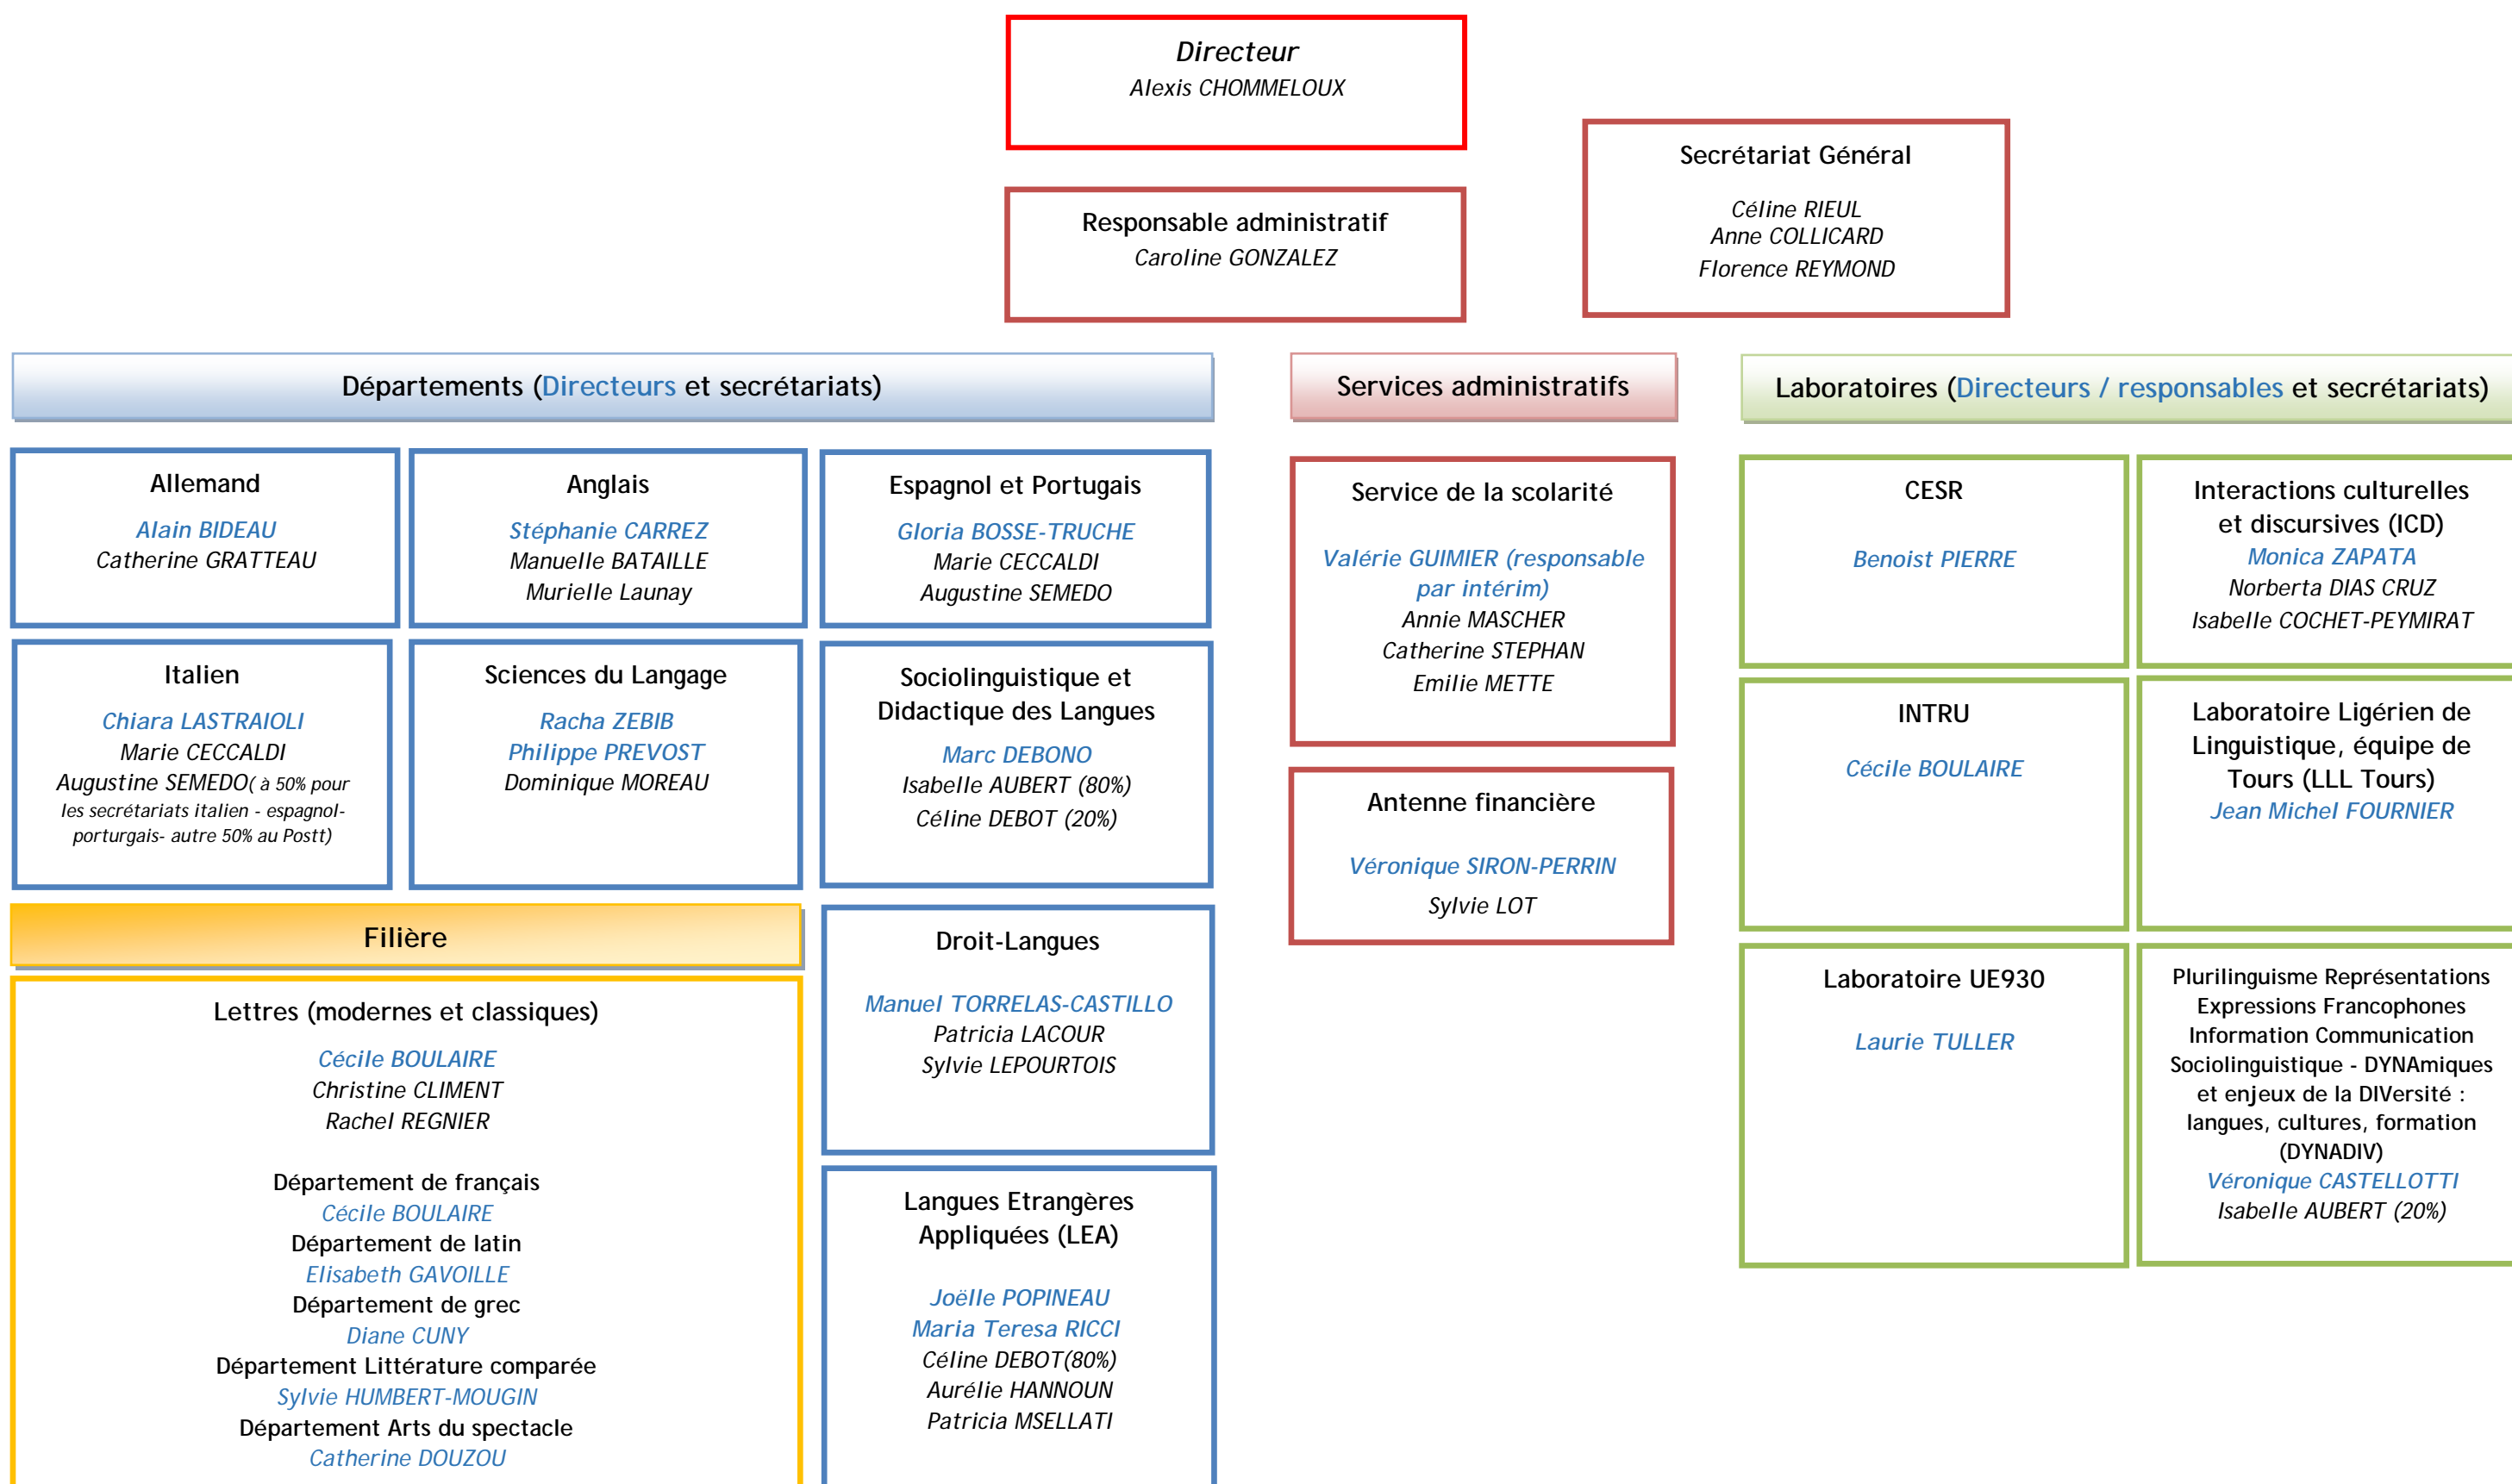 Directeur
Alexis CHOMMELOUX
Secrétariat Général
Céline RIEUL
Anne COLLICARD
Florence REYMOND
Responsable administratif
Caroline GONZALEZ
Départements (Directeurs et secrétariats)
Services administratifs
Laboratoires (Directeurs / responsables et secrétariats)
Allemand
Alain BIDEAU
Catherine GRATTEAU
Anglais
Stéphanie CARREZ
Manuelle BATAILLE
Murielle Launay
Espagnol et Portugais
Gloria BOSSE-TRUCHE
Marie CECCALDI
Augustine SEMEDO
Italien
Chiara LASTRAIOLI
Marie CECCALDI
Augustine SEMEDO( à 50% pour
les secrétariats italien - espagnol-
porturgais- autre 50% au Postt)
Sciences du Langage
Racha ZEBIB
Philippe PREVOST
Dominique MOREAU
Sociolinguistique et
Didactique des Langues
Marc DEBONO
Isabelle AUBERT (80%)
Céline DEBOT (20%)
Filière
Lettres (modernes et classiques)
Cécile BOULAIRE
Christine CLIMENT
Rachel REGNIER
Département de français
Cécile BOULAIRE
Département de latin
Elisabeth GAVOILLE
Département de grec
Diane CUNY
Département Littérature comparée
Sylvie HUMBERT-MOUGIN
Département Arts du spectacle
Catherine DOUZOU
Droit-Langues
Manuel TORRELAS-CASTILLO
Patricia LACOUR
Sylvie LEPOURTOIS
Langues Etrangères
Appliquées (LEA)
Joëlle POPINEAU
Maria Teresa RICCI
Céline DEBOT(80%)
Aurélie HANNOUN
Patricia MSELLATI
Service de la scolarité
Valérie GUIMIER (responsable
par intérim)
Annie MASCHER
Catherine STEPHAN
Emilie METTE
Antenne financière
Véronique SIRON-PERRIN
Sylvie LOT
CESR
Benoist PIERRE
Interactions culturelles
et discursives (ICD)
Monica ZAPATA
Norberta DIAS CRUZ
Isabelle COCHET-PEYMIRAT
INTRU
Cécile BOULAIRE
Laboratoire Ligérien de
Linguistique, équipe de
Tours (LLL Tours)
Jean Michel FOURNIER
Laboratoire UE930
Laurie TULLER
Plurilinguisme Représentations
Expressions Francophones
Information Communication
Sociolinguistique - DYNAmiques
et enjeux de la DIVersité :
langues, cultures, formation
(DYNADIV)
Véronique CASTELLOTTI
Isabelle AUBERT (20%)